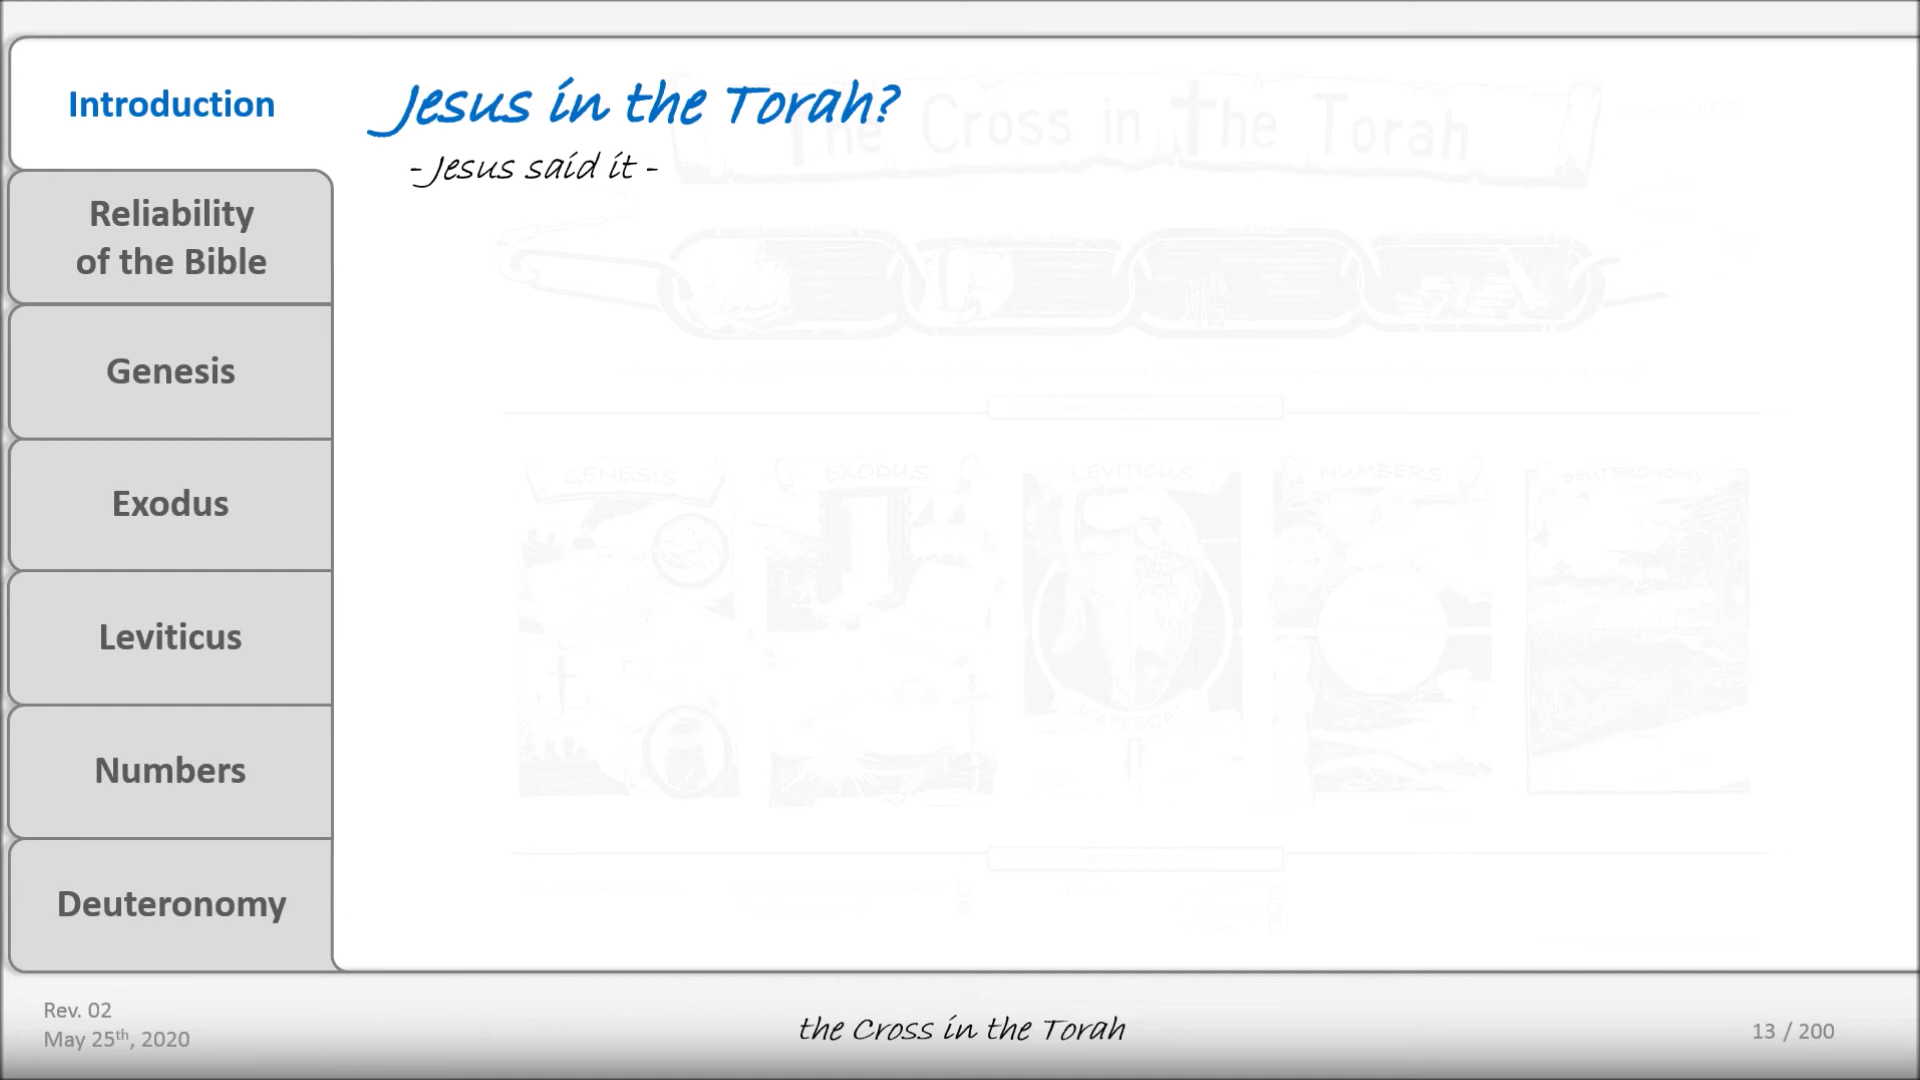 Introduction
Reliability
of the Bible
Genesis
Exodus
Leviticus
Numbers
Deuteronomy
Jesus in the Torah?
- Jesus said it -
The Cross in The Torah
GENESIS
EXODUS
LEVITICUS
NUMBERS
DEUTERONOMY
Rev. 02
May 25th, 2020
the Cross in the Torah
13 / 200